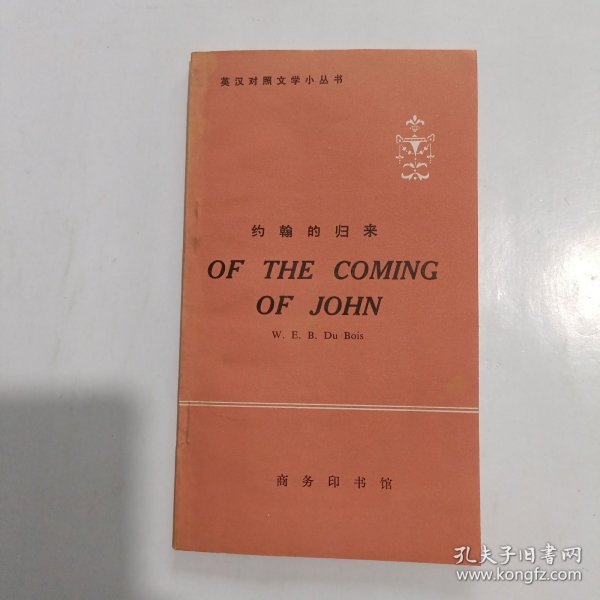 英汉对照文学小丛书
约翰的归来
OF THE COMING
OF JOHN
W. E. B. Du Bois
商务印书馆
孔夫子旧书网
www.kongfz.com